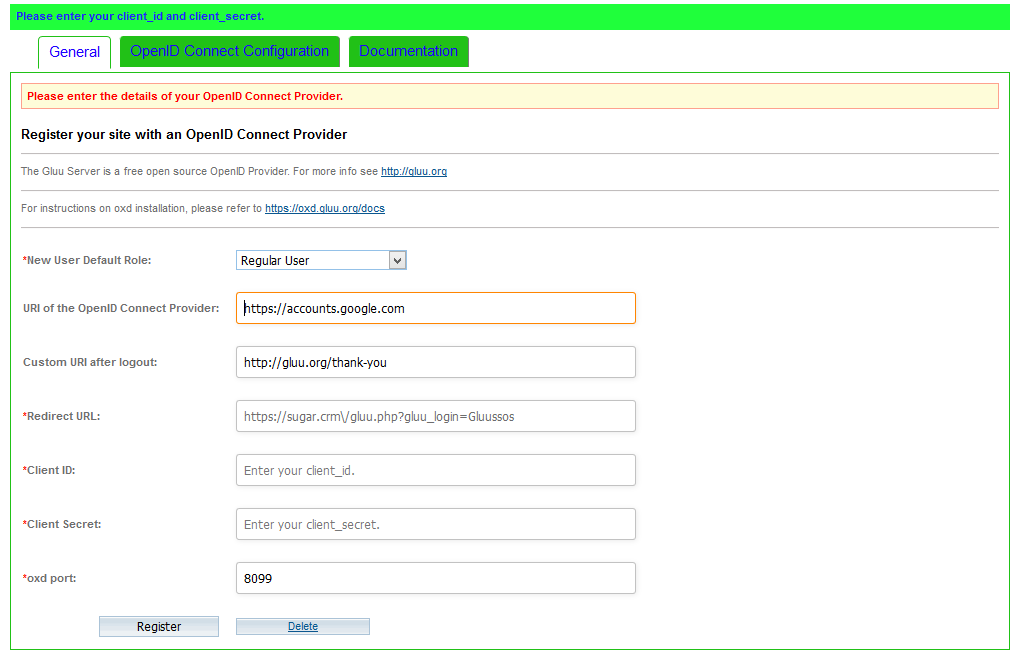 Please enter your client_id and client_secret.
General OpenID Connect Configuration Documentation
Please enter the details of your OpenID Connect Provider.
Register your site with an OpenID Connect Provider
The Gluu Server is a free open source OpenID Provider. For more info see http://gluu.org
For instructions on oxd installation, please refer to https://oxd.gluu.org/docs
*New User Default Role: Regular User
URI of the OpenID Connect Provider: https://accounts.google.com
Custom URI after logout: http://gluu.org/thank-you
*Redirect URL: https://sugar.crm\/gluu.php?gluu_login=Gluussos
*Client ID: Enter your client_id.
*Client Secret: Enter your client_secret.
*oxd port: 8099
Register Delete